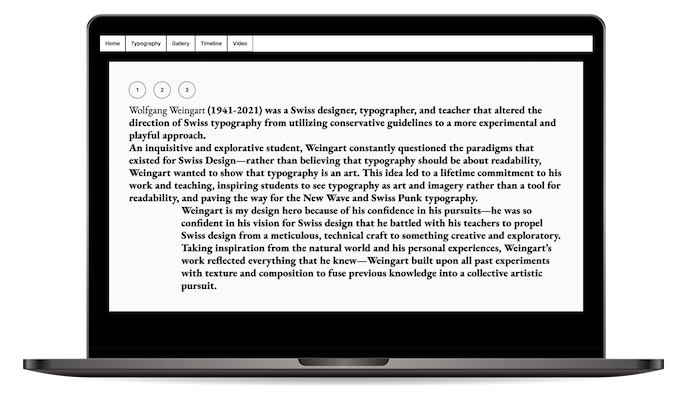 Home Typography Gallery Timeline Video
1 2 3
Wolfgang Weingart (1941-2021) was a Swiss designer, typographer, and teacher that altered the
direction of Swiss typography from utilizing conservative guidelines to a more experimental and
playful approach.
An inquisitive and explorative student, Weingart constantly questioned the paradigms that
existed for Swiss Design—rather than believing that typography should be about readability,
Weingart wanted to show that typography is an art. This idea led to a lifetime commitment to his
work and teaching, inspiring students to see typography as art and imagery rather than a tool for
readability, and paving the way for the New Wave and Swiss Punk typography.
Weingart is my design hero because of his confidence in his pursuits—he was so
confident in his vision for Swiss design that he battled with his teachers to propel
Swiss design from a meticulous, technical craft to something creative and exploratory.
Taking inspiration from the natural world and his personal experiences, Weingart's
work reflected everything that he knew—Weingart built upon all past experiments
with texture and composition to fuse previous knowledge into a collective artistic
pursuit.